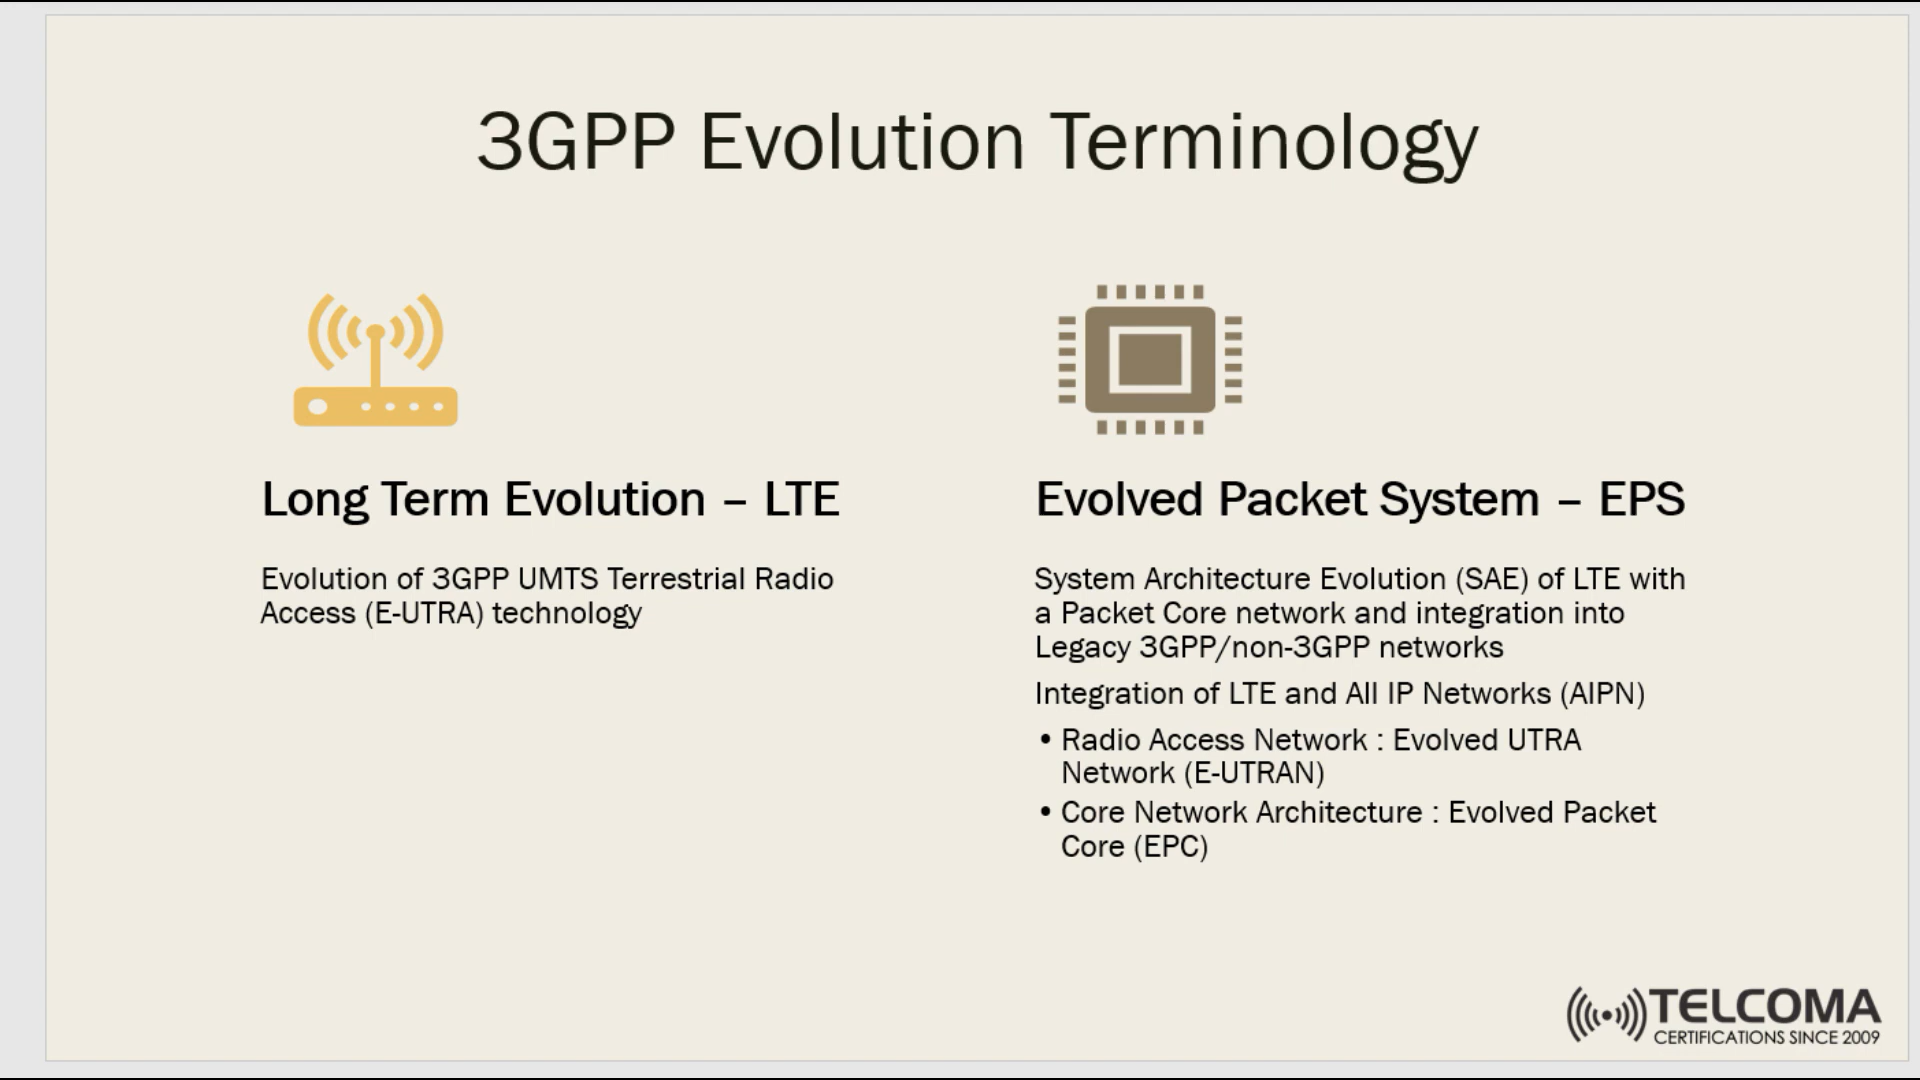 3GPP Evolution Terminology
Long Term Evolution – LTE
Evolution of 3GPP UMTS Terrestrial Radio
Access (E-UTRA) technology
Evolved Packet System – EPS
System Architecture Evolution (SAE) of LTE with
a Packet Core network and integration into
Legacy 3GPP/non-3GPP networks
Integration of LTE and All IP Networks (AIPN)
• Radio Access Network : Evolved UTRA
Network (E-UTRAN)
• Core Network Architecture : Evolved Packet
Core (EPC)
TELCOMA
CERTIFICATIONS SINCE 2009